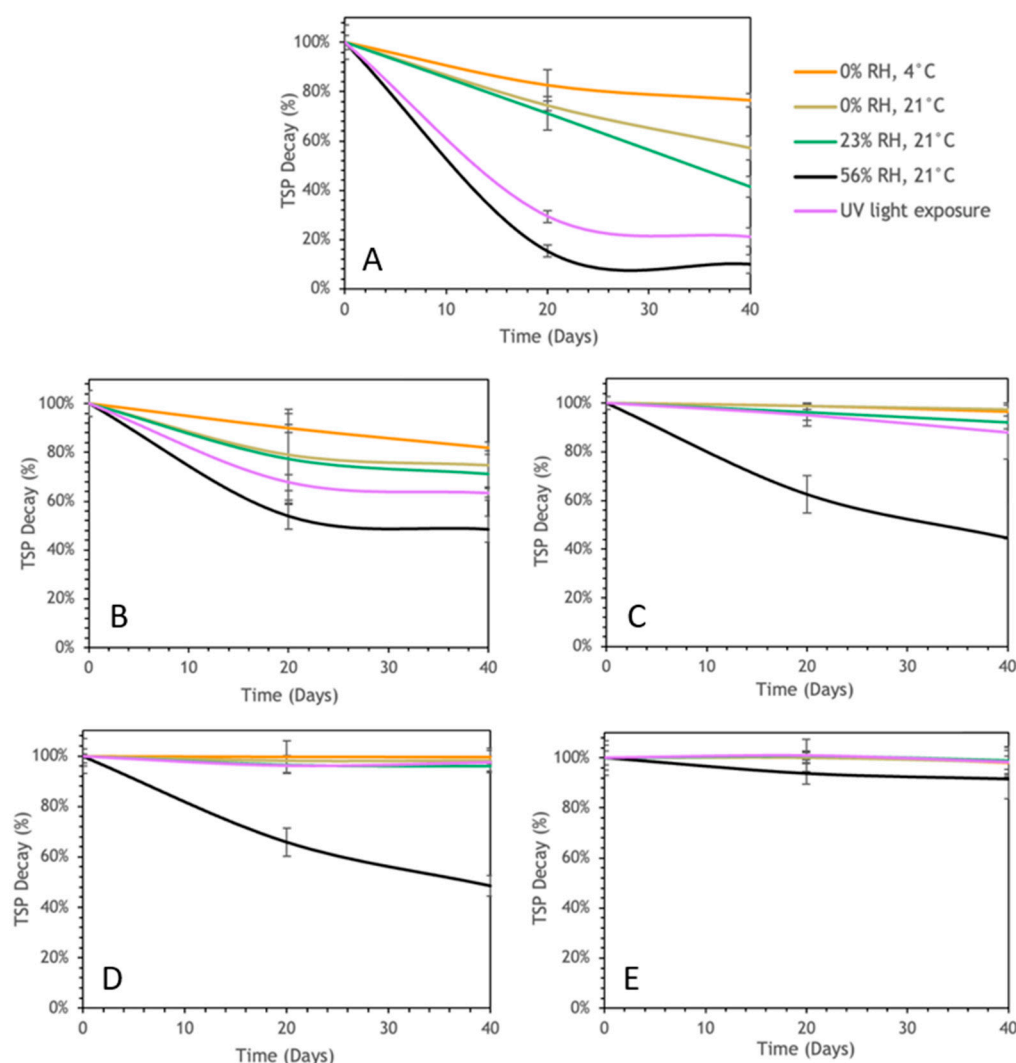 100%
80%
60%
40%
20%
0%
TSP Decay (%)
A
0
10
20
30
40
Time (Days)
0% RH, 4˚C
0% RH, 21˚C
23% RH, 21˚C
56% RH, 21˚C
UV light exposure
100%
80%
60%
40%
20%
0%
TSP Decay (%)
B
0
10
20
30
40
Time (Days)
100%
80%
60%
40%
20%
0%
TSP Decay (%)
C
0
10
20
30
40
Time (Days)
100%
80%
60%
40%
20%
0%
TSP Decay (%)
D
0
10
20
30
40
Time (Days)
100%
80%
60%
40%
20%
0%
TSP Decay (%)
E
0
10
20
30
40
Time (Days)